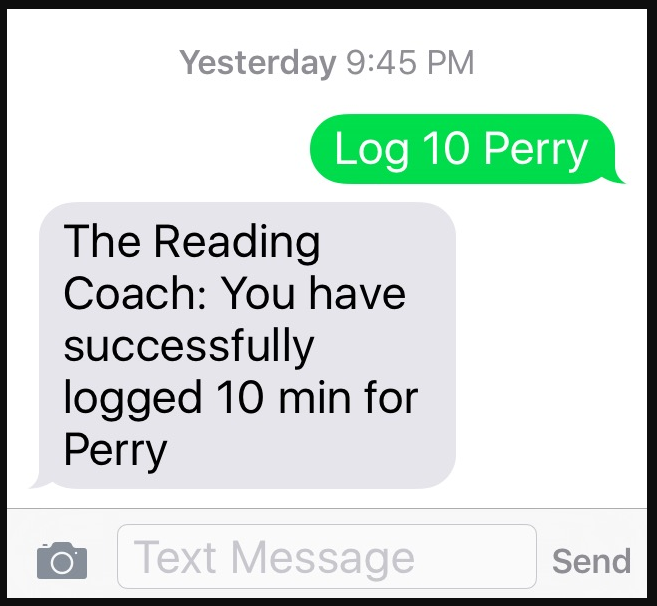 Yesterday 9:45 PM
Log 10 Perry
The Reading
Coach: You have
successfully
logged 10 min for
Perry
Text Message
Send